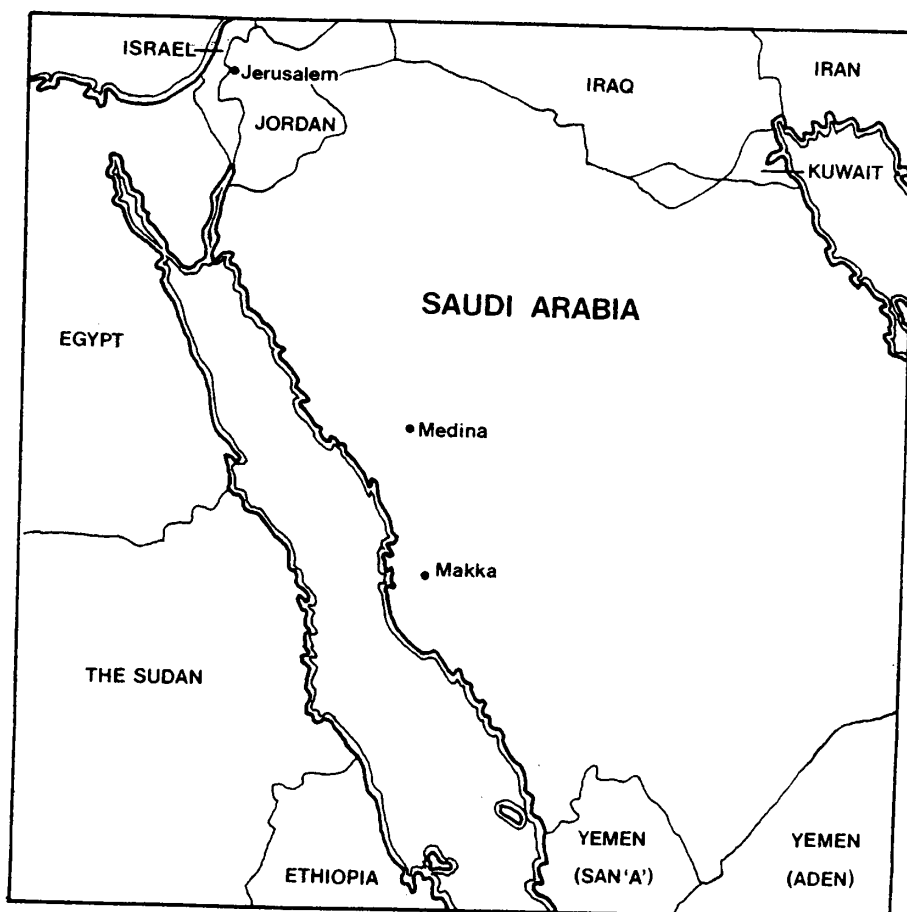 ISRAEL
Jerusalem
JORDAN
IRAQ
IRAN
KUWAIT
SAUDI ARABIA
EGYPT
Medina
Makka
THE SUDAN
ETHIOPIA
YEMEN
(SAN'A')
YEMEN
(ADEN)